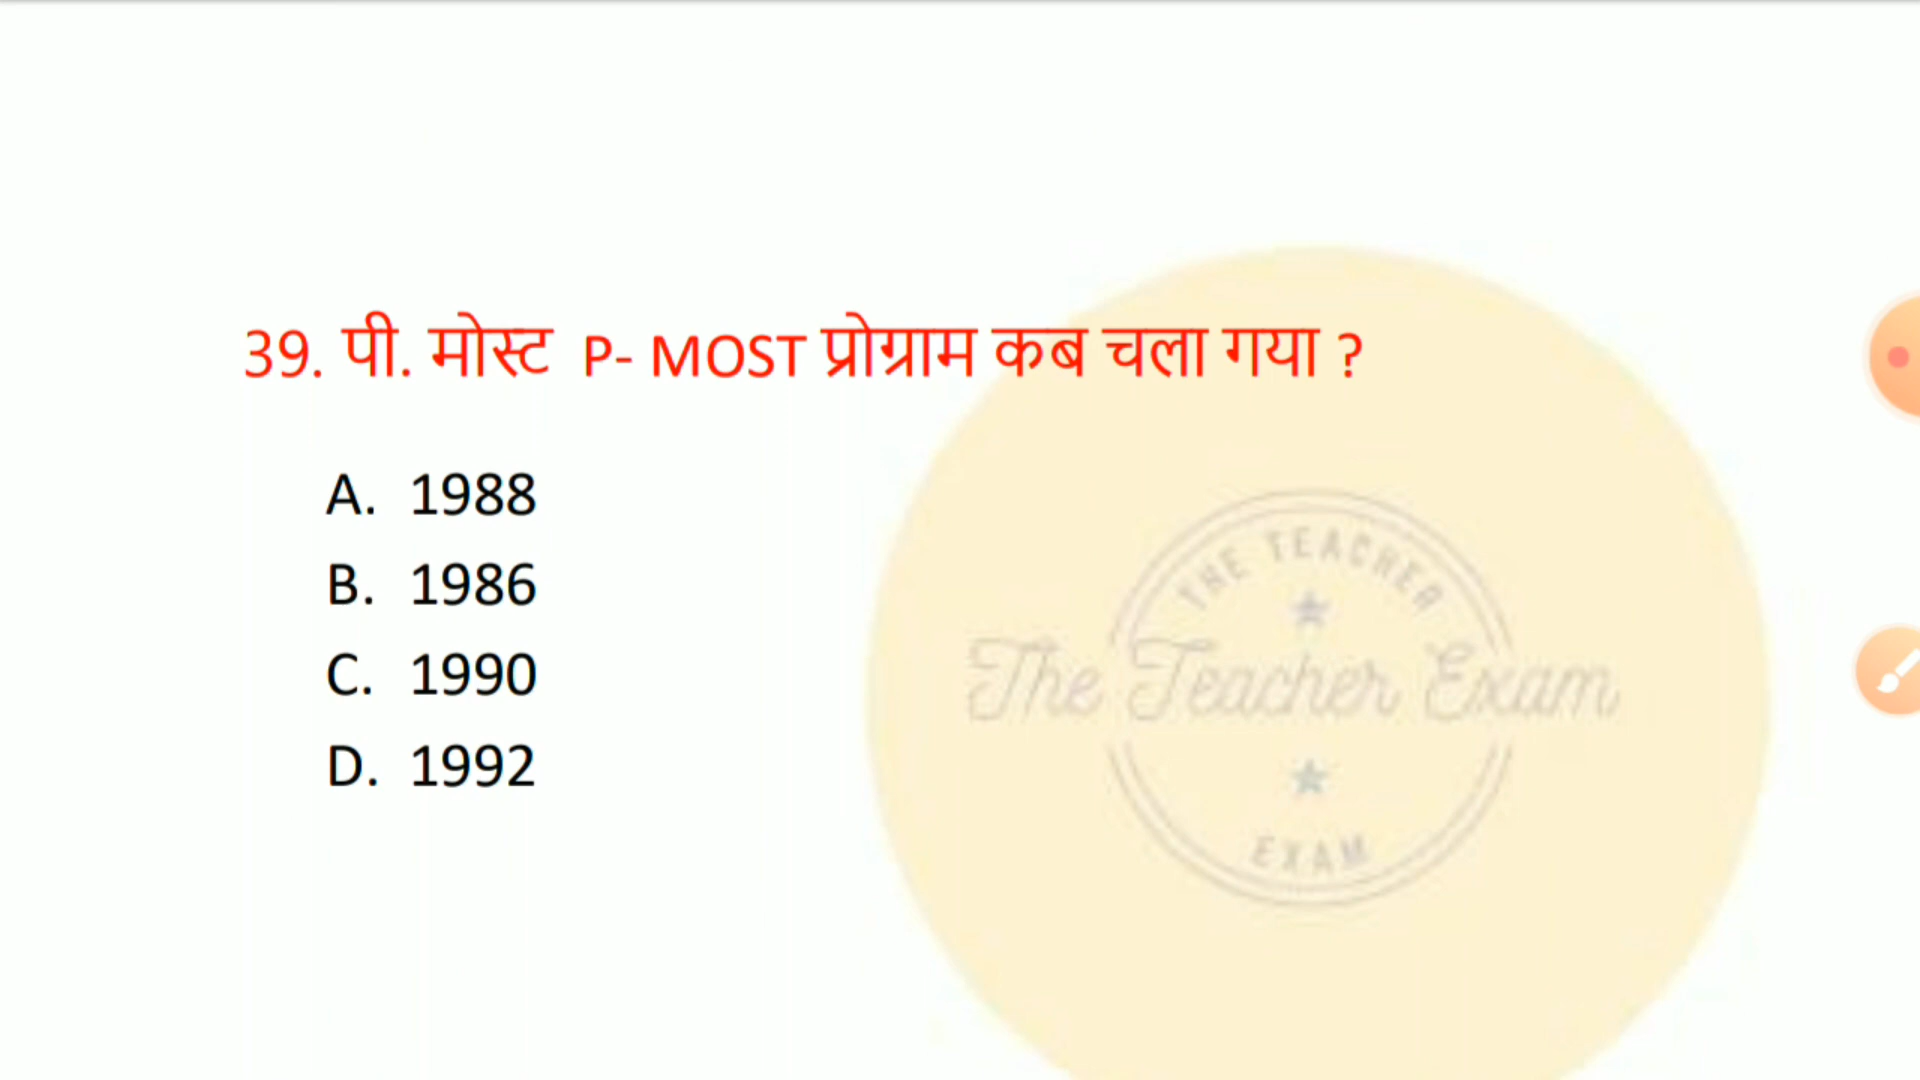 39. पी. मोस्ट P- MOST प्रोग्राम कब चला गया ?
A. 1988
B. 1986
C. 1990
D. 1992
THE TEACHER
The Teacher Exam
EXAM